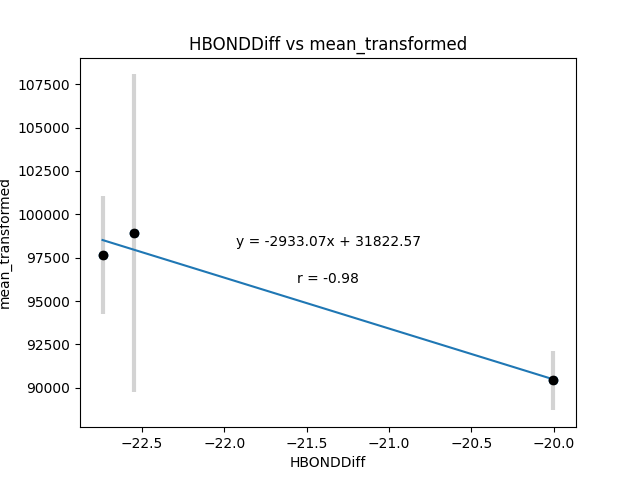 HBONDDiff vs mean_transformed
mean_transformed
107500
105000
102500
100000
97500
95000
92500
90000
y = -2933.07x + 31822.57
r = -0.98
−22.5
−22.0
−21.5
−21.0
−20.5
−20.0
HBONDDiff